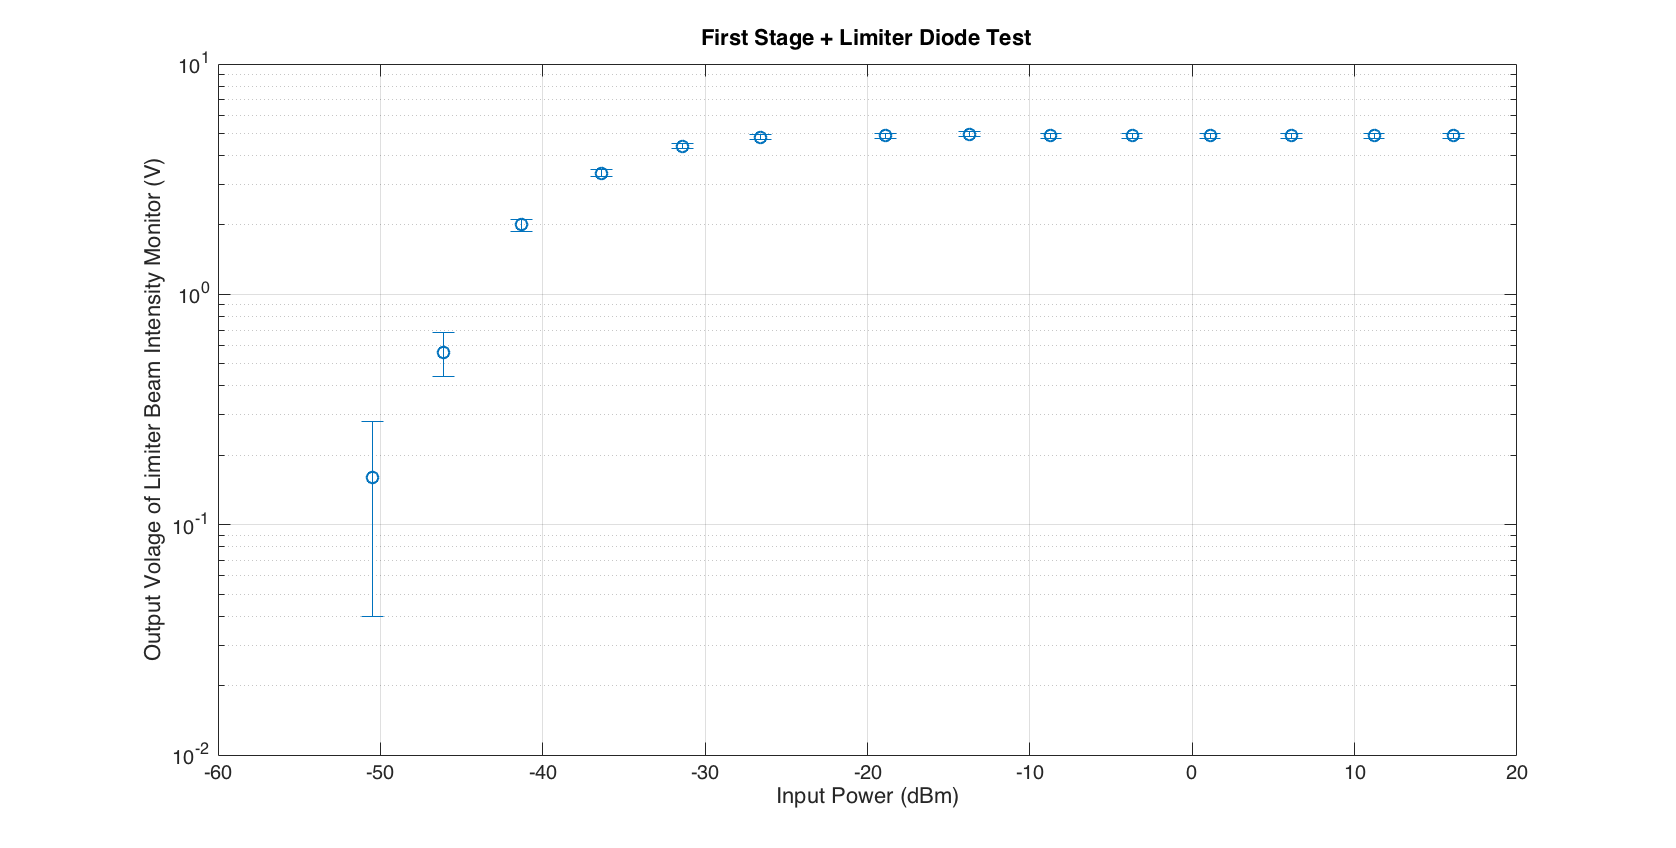 First Stage + Limiter Diode Test
Output Volage of Limiter Beam Intensity Monitor (V)
10^1
10^0
10^-1
10^-2
-60 -50 -40 -30 -20 -10 0 10 20
Input Power (dBm)